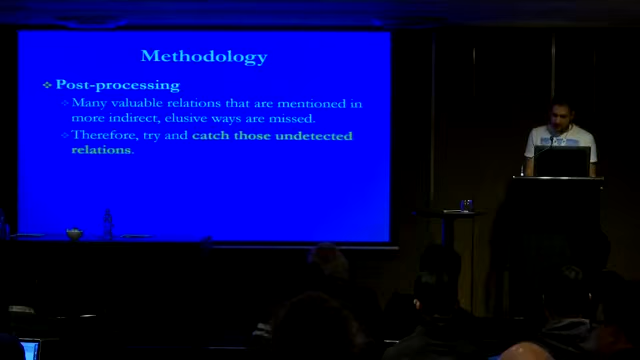 Methodology
Post-processing
Many valuable relations that are mentioned in
more indirect, elusive ways are missed.
Therefore, try and catch those undetected
relations.